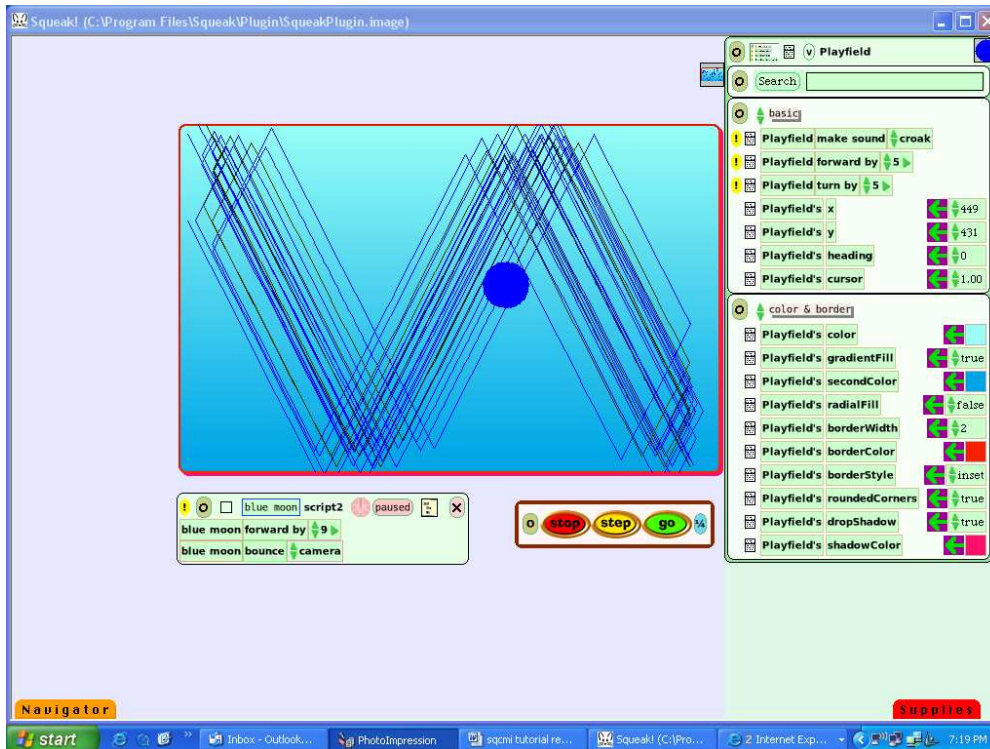 Squeak! (C:\Program Files\Squeak\Plugin\SqueakPlugin.image)
v Playfield
Search
basic
! Playfield make sound croak
! Playfield forward by 5
! Playfield turn by 5
Playfield's x 449
Playfield's y 431
Playfield's heading 0
Playfield's cursor 1.00
color & border
Playfield's color
Playfield's gradientFill true
Playfield's secondColor
Playfield's radialFill false
Playfield's borderWidth 2
Playfield's borderColor
Playfield's borderStyle inset
Playfield's roundedCorners true
Playfield's dropShadow true
Playfield's shadowColor
! blue moon script2 paused
blue moon forward by 9
blue moon bounce camera
stop step go ¼
Navigator
Supplies
start
Inbox - Outlook...
PhotoImpression
sqcmi tutorial re...
Squeak! (C:\Pro...
2 Internet Exp...
7:19 PM